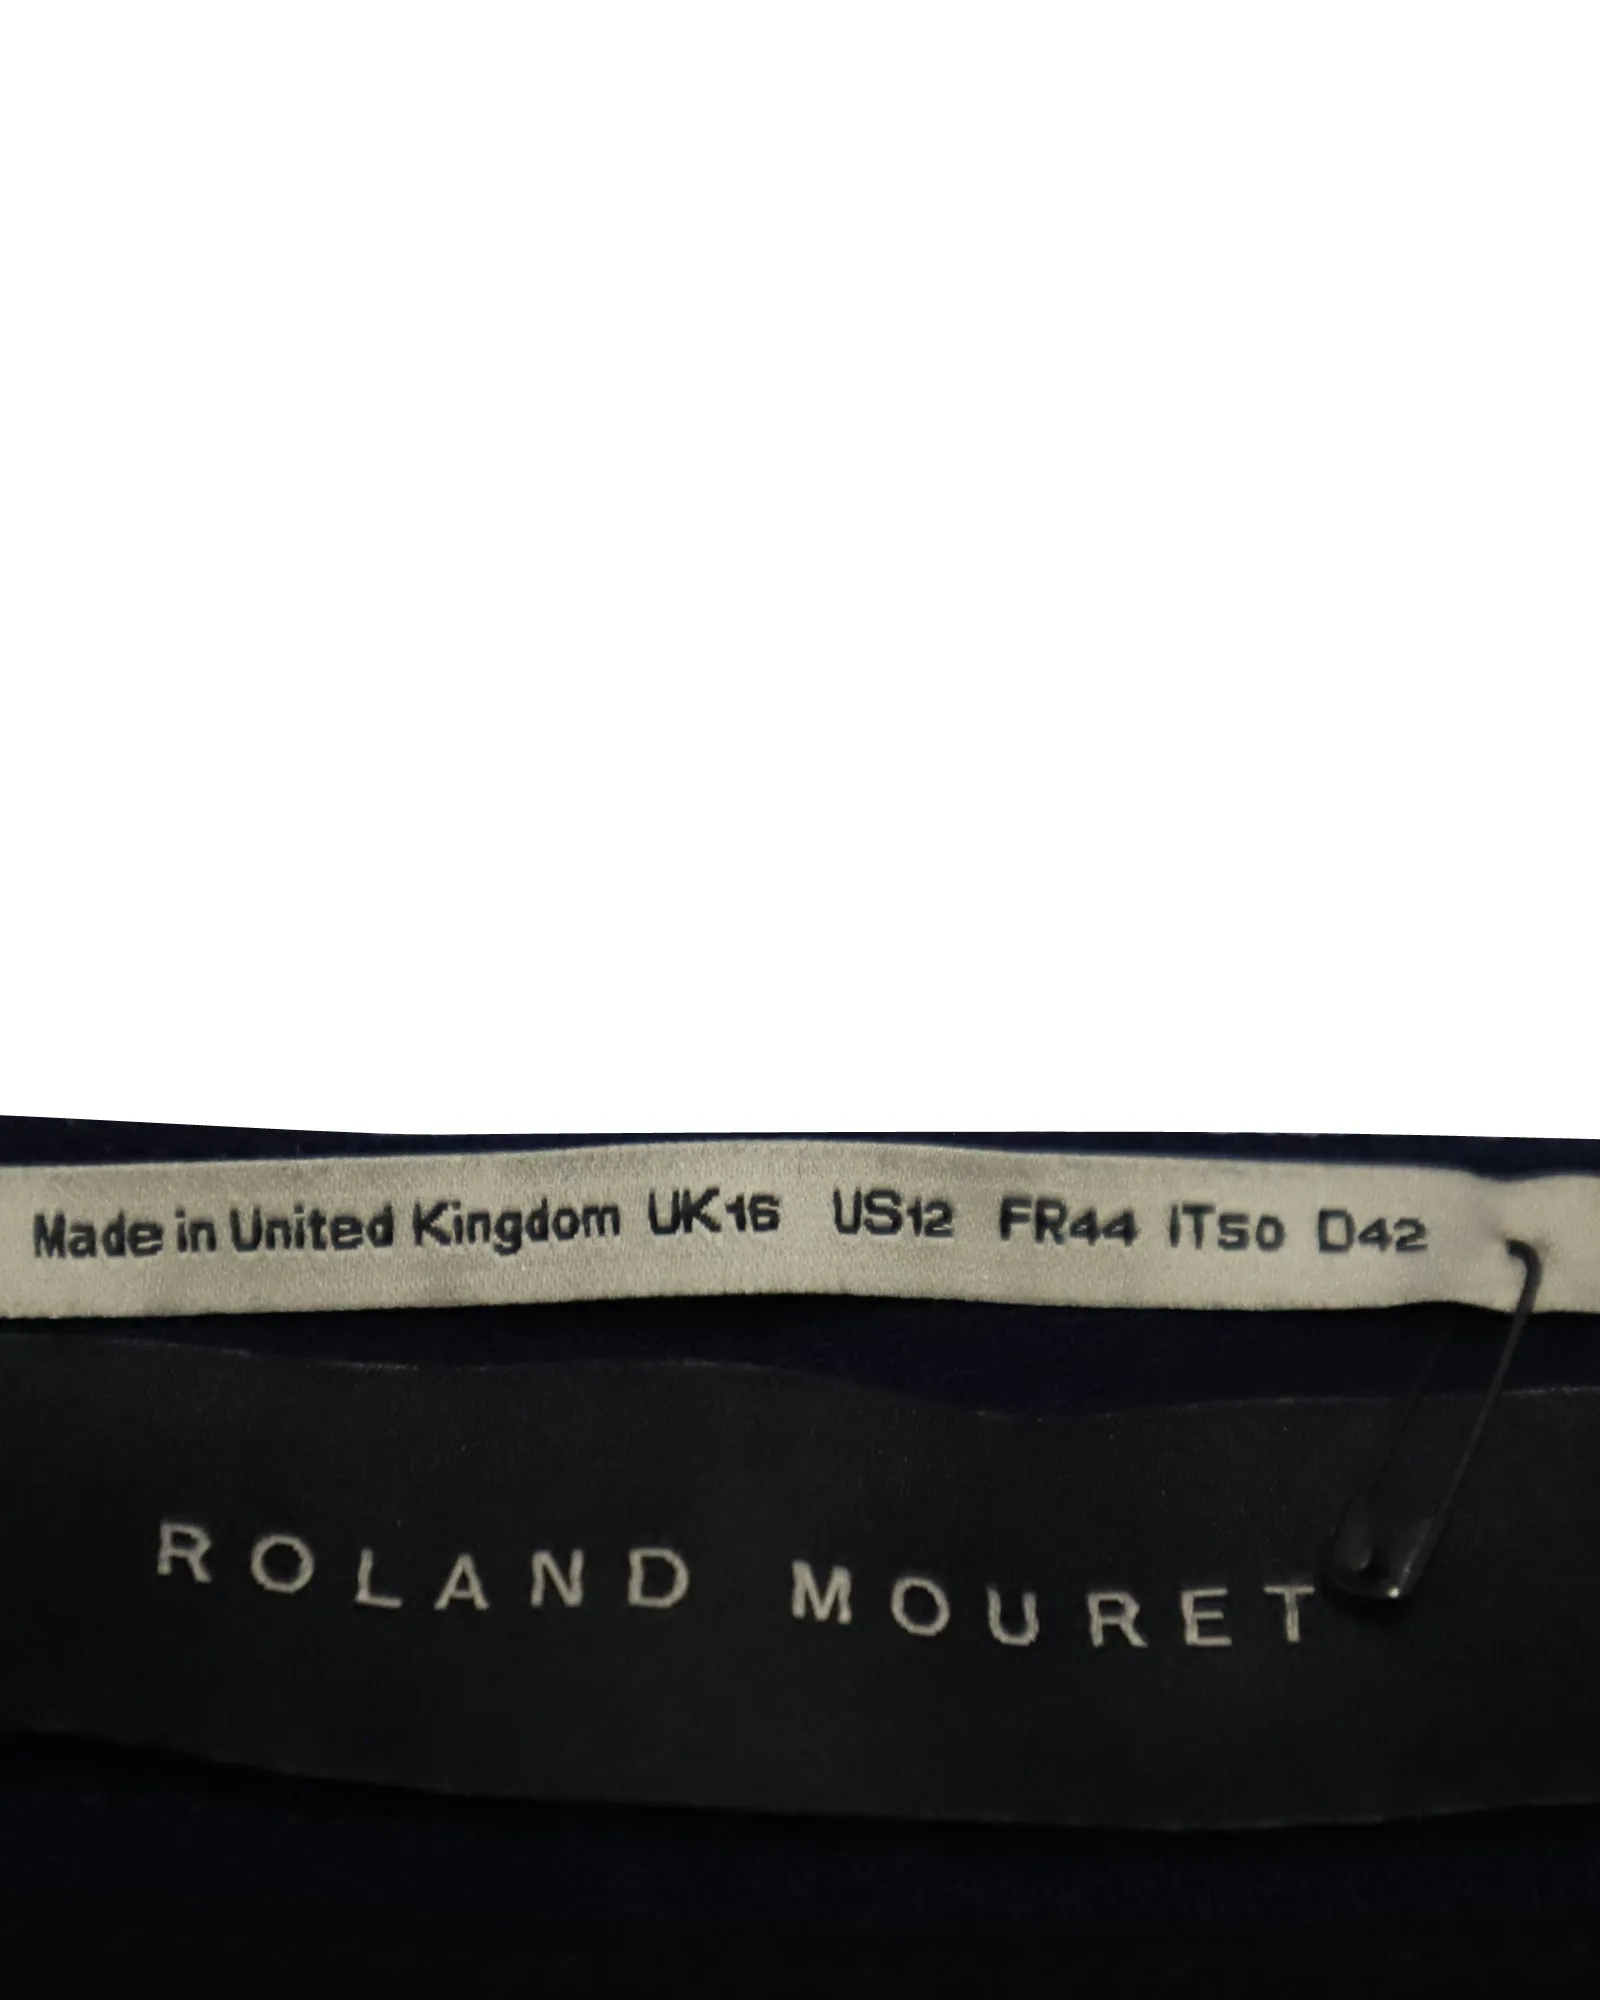 Made in United Kingdom UK16 US12 FR44 IT50 D42
ROLAND MOURET